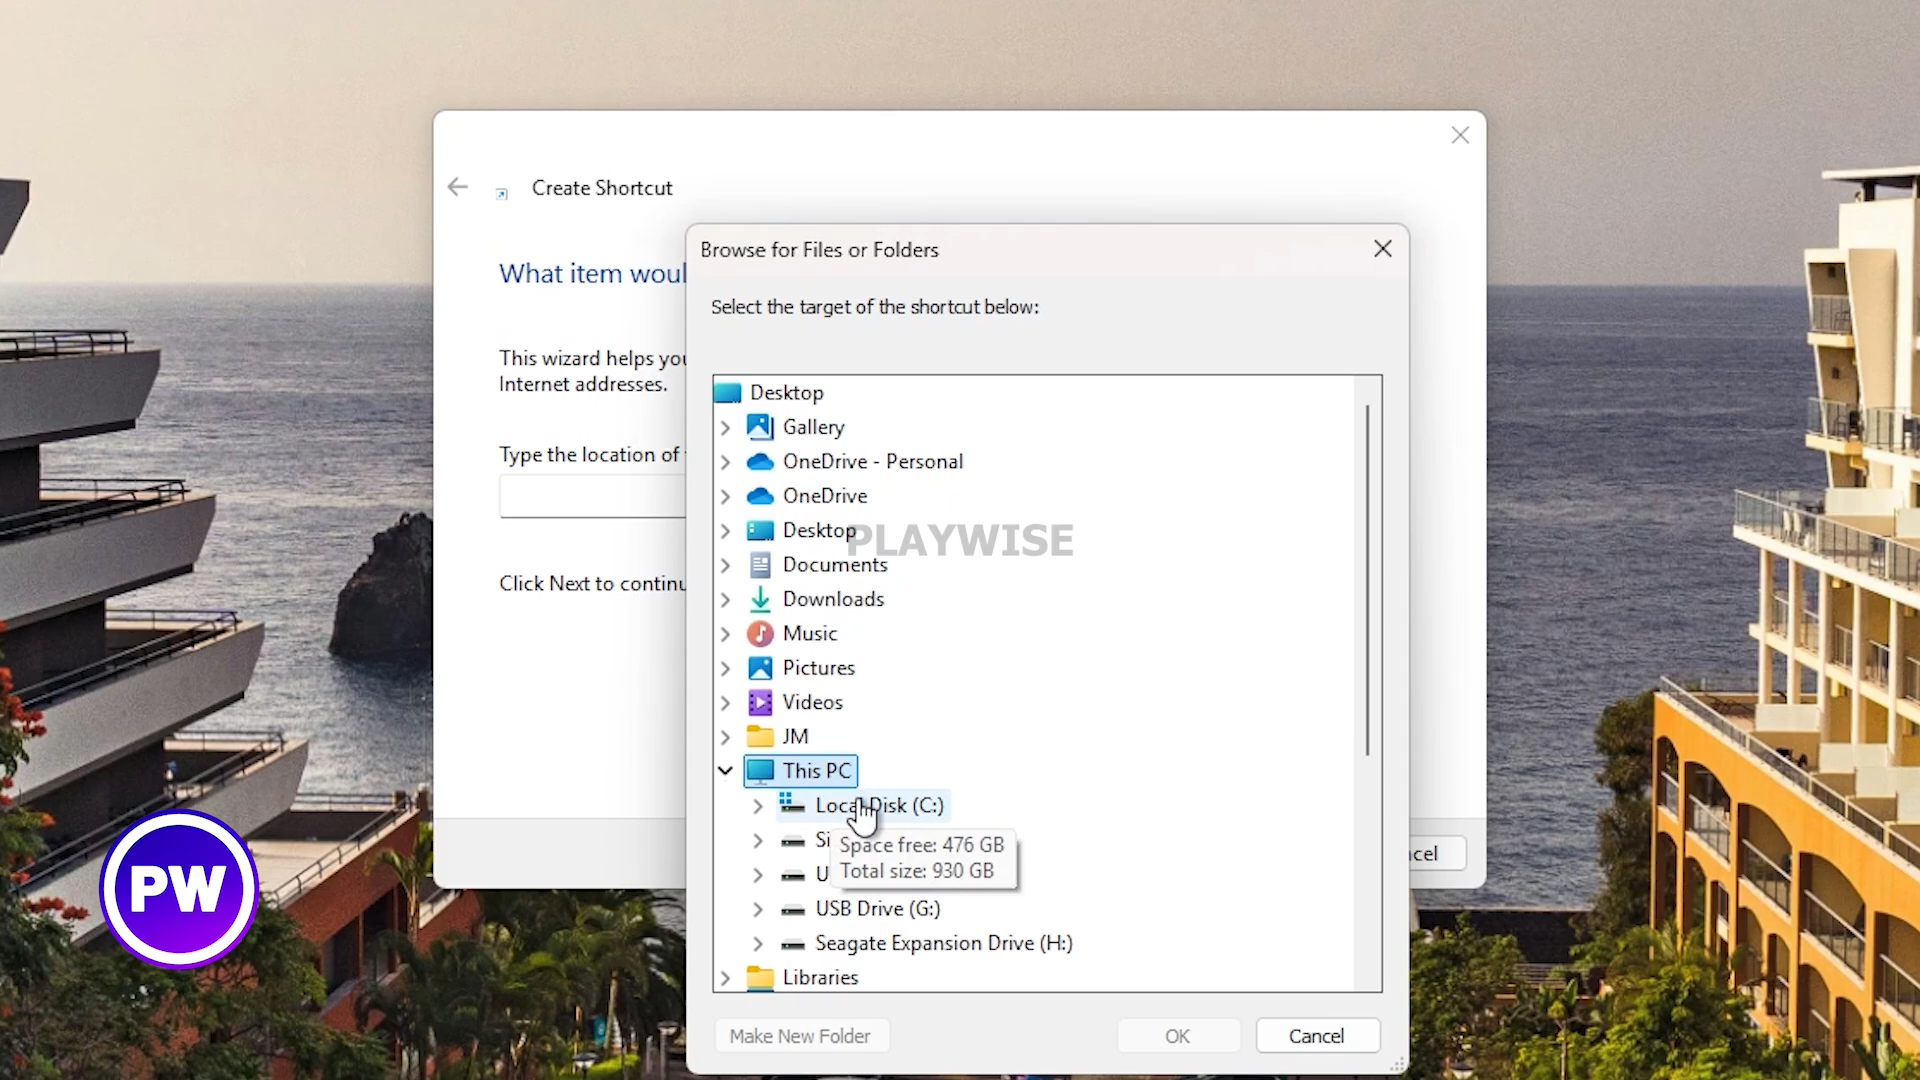 Create Shortcut
What item woul
This wizard helps you
Internet addresses.
Type the location of
Click Next to continu
Browse for Files or Folders
Select the target of the shortcut below:
Desktop
Gallery
OneDrive - Personal
OneDrive
Desktop
PLAYWISE
Documents
Downloads
Music
Pictures
Videos
JM
This PC
Local Disk (C:)
Si
Space free: 476 GB
Total size: 930 GB
U
USB Drive (G:)
Seagate Expansion Drive (H:)
Libraries
Make New Folder
OK
Cancel
cel
PW